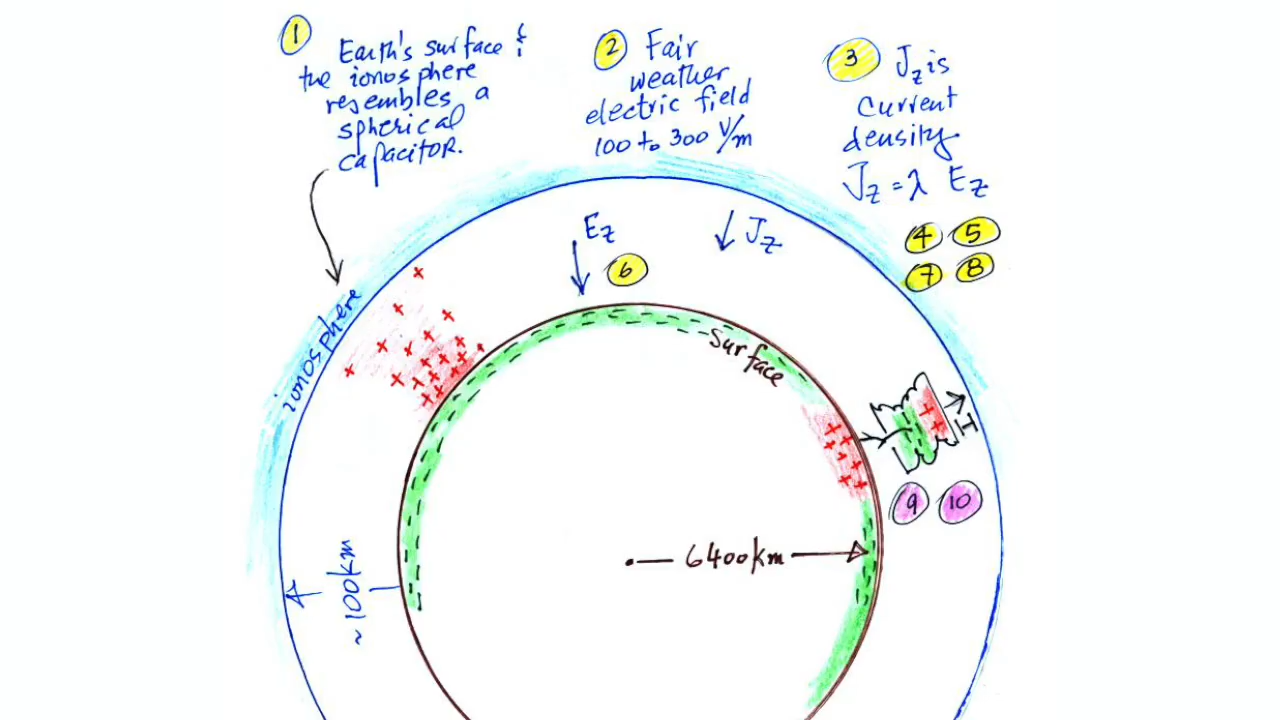 1
Earth's surface &
the ionosphere
resembles a
spherical
capacitor.
2
Fair
weather
electric field
100 to 300 V/m
3
Jz is
current
density
Jz = λ Ez
4 5
7 8
Ez
6
Jz
ionosphere
surface
I
9 10
6400km
~100km